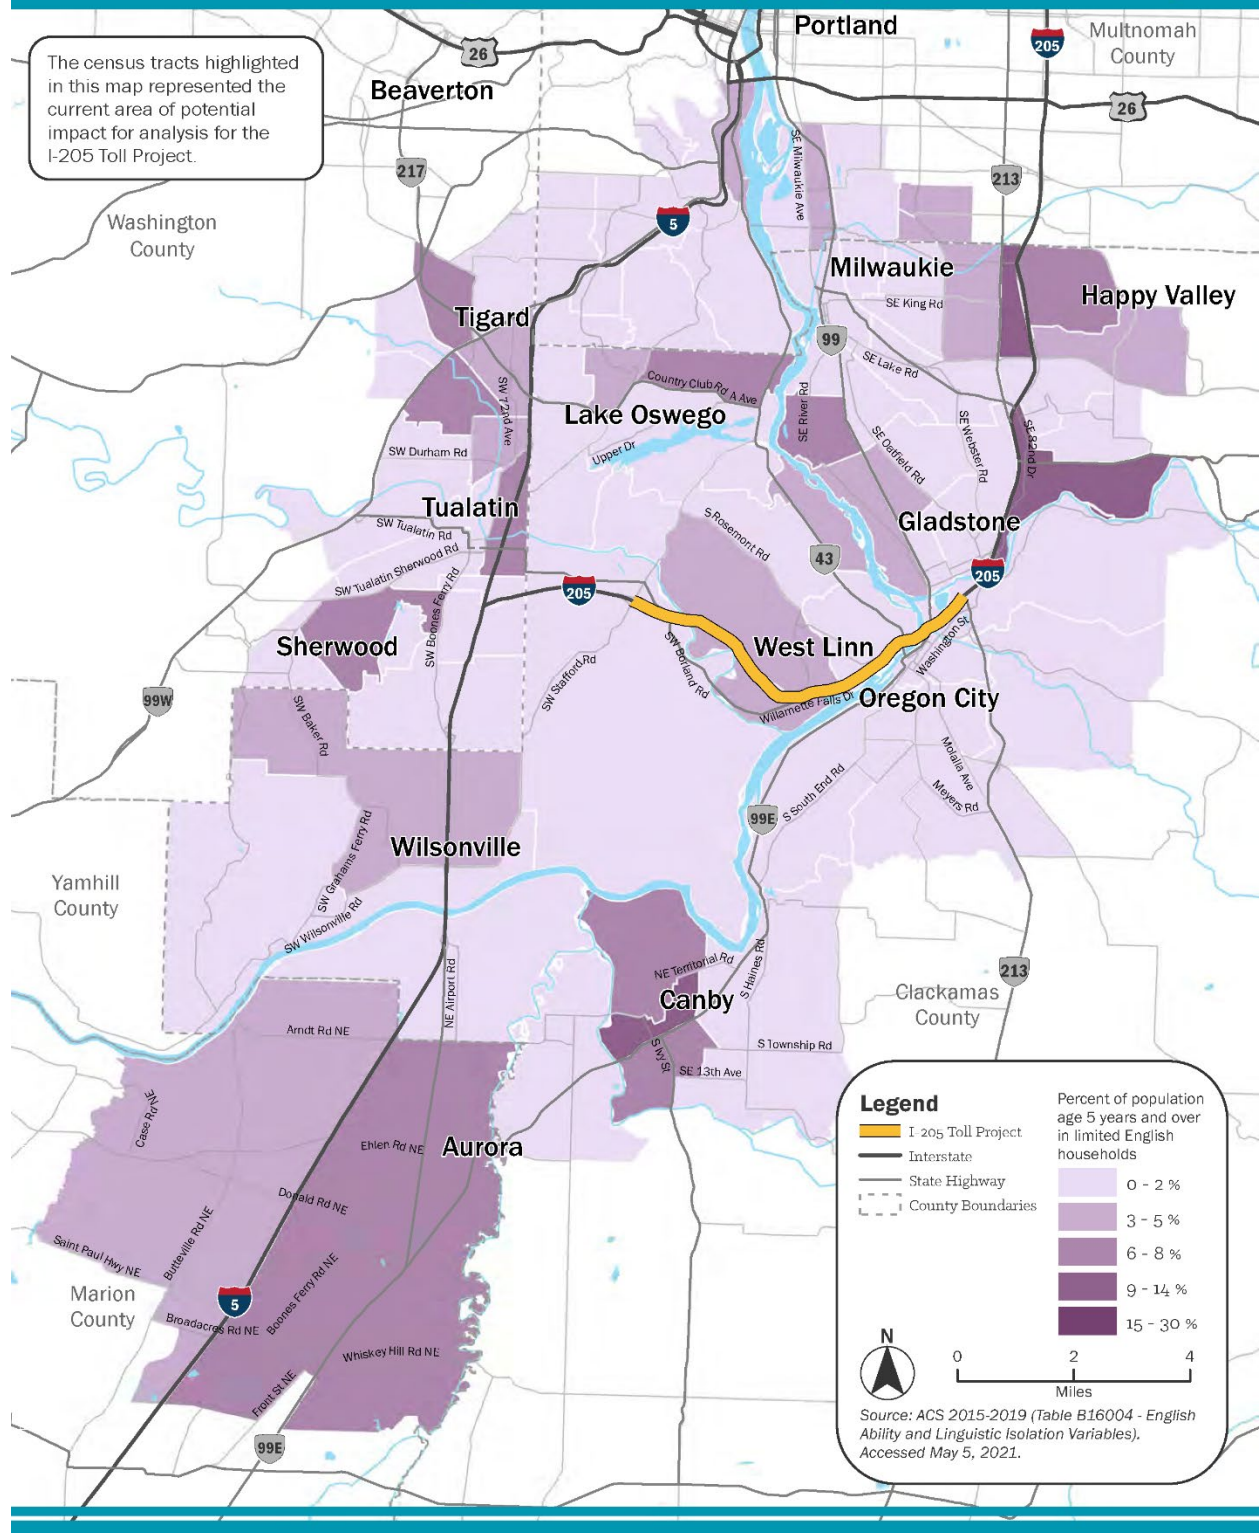 The census tracts highlighted
in this map represented the
current area of potential
impact for analysis for the
I-205 Toll Project.
Portland
Multnomah
County
205
26
Beaverton
26
217
213
SE Milwaukie Ave
Washington
County
5
Milwaukie
Happy Valley
SE King Rd
Tigard
99
SE Lake Rd
Country Club Rd
A Ave
SW 72nd Ave
Lake Oswego
SE River Rd
SE Oatfield Rd
SE Webster Rd
SE 82nd Dr
Upper Dr
SW Durham Rd
Tualatin
Gladstone
SW Tualatin Rd
S Rosemont Rd
SW Tualatin Sherwood Rd
43
205
205
SW Boones Ferry Rd
Sherwood
West Linn
Washington St
SW Stafford Rd
SW Borland Rd
99W
Willamette Falls Dr
Oregon City
SW Baker Rd
Molalla Ave
Meyers Rd
S South End Rd
99E
Wilsonville
SW Grahams Ferry Rd
Yamhill
County
SW Wilsonville Rd
NE Territorial Rd
S Haines Rd
213
NE Airport Rd
Canby
Clackamas
County
Arndt Rd NE
S Ivy St
S Township Rd
SE 13th Ave
Case Rd NE
Ehlen Rd NE
Aurora
Donald Rd NE
Butteville Rd NE
Saint Paul Hwy NE
Boones Ferry Rd NE
Marion
County
5
Broadacres Rd NE
Whiskey Hill Rd NE
Front St NE
99E
Legend
I-205 Toll Project
Interstate
State Highway
County Boundaries
Percent of population
age 5 years and over
in limited English
households
0 - 2 %
3 - 5 %
6 - 8 %
9 - 14 %
15 - 30 %
N
0 2 4
Miles
Source: ACS 2015-2019 (Table B16004 - English
Ability and Linguistic Isolation Variables).
Accessed May 5, 2021.